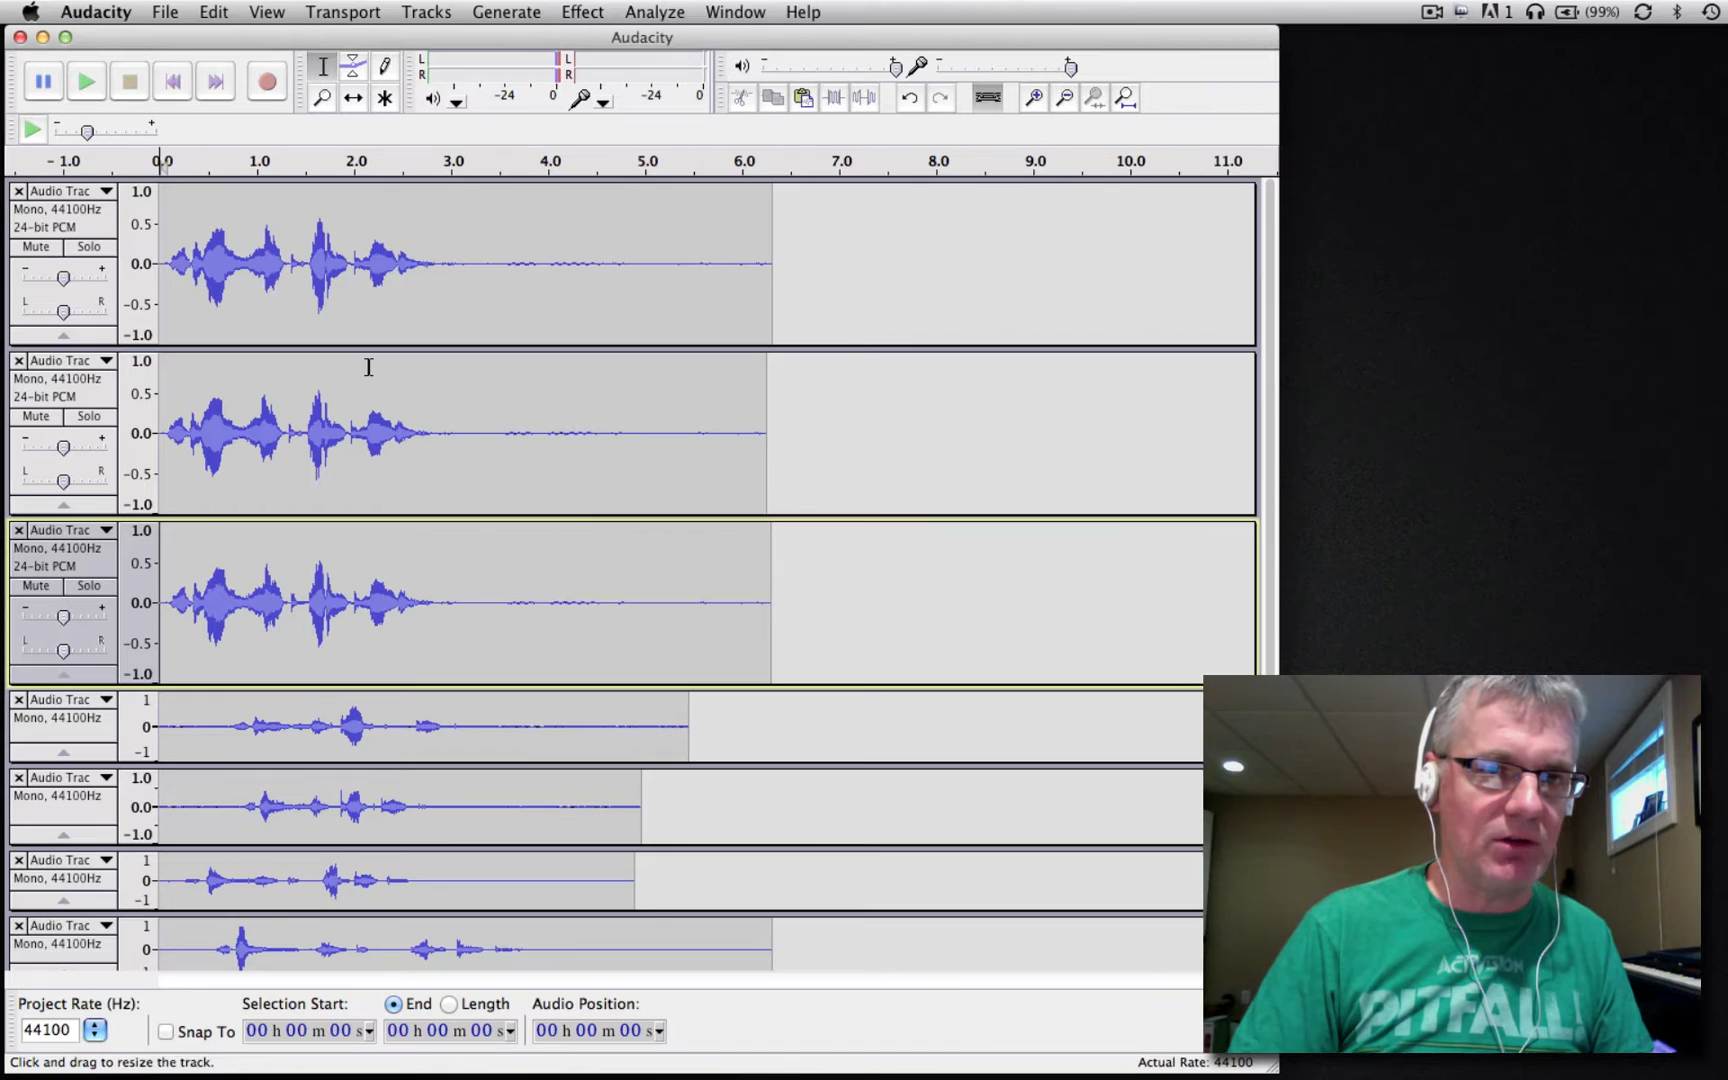 Audacity File Edit View Transport Tracks Generate Effect Analyze Window Help 1 (99%)
Audacity
L L
R R
-24 0 -24 0
- 1.0 0.0 1.0 2.0 3.0 4.0 5.0 6.0 7.0 8.0 9.0 10.0 11.0
Audio Trac 1.0
Mono, 44100Hz
24-bit PCM 0.5
Mute Solo
- + 0.0
L R -0.5
-1.0
Audio Trac 1.0
Mono, 44100Hz
24-bit PCM 0.5
Mute Solo
- + 0.0
L R -0.5
-1.0
Audio Trac 1.0
Mono, 44100Hz
24-bit PCM 0.5
Mute Solo
- + 0.0
L R -0.5
-1.0
Audio Trac 1
Mono, 44100Hz 0
-1
Audio Trac 1.0
Mono, 44100Hz 0.0
-1.0
Audio Trac 1
Mono, 44100Hz 0
-1
Audio Trac 1
Mono, 44100Hz 0
ACTIVISION
PITFALL!
Project Rate (Hz): Selection Start: End Length Audio Position:
44100 Snap To 00 h 00 m 00 s 00 h 00 m 00 s 00 h 00 m 00 s
Click and drag to resize the track. Actual Rate: 44100